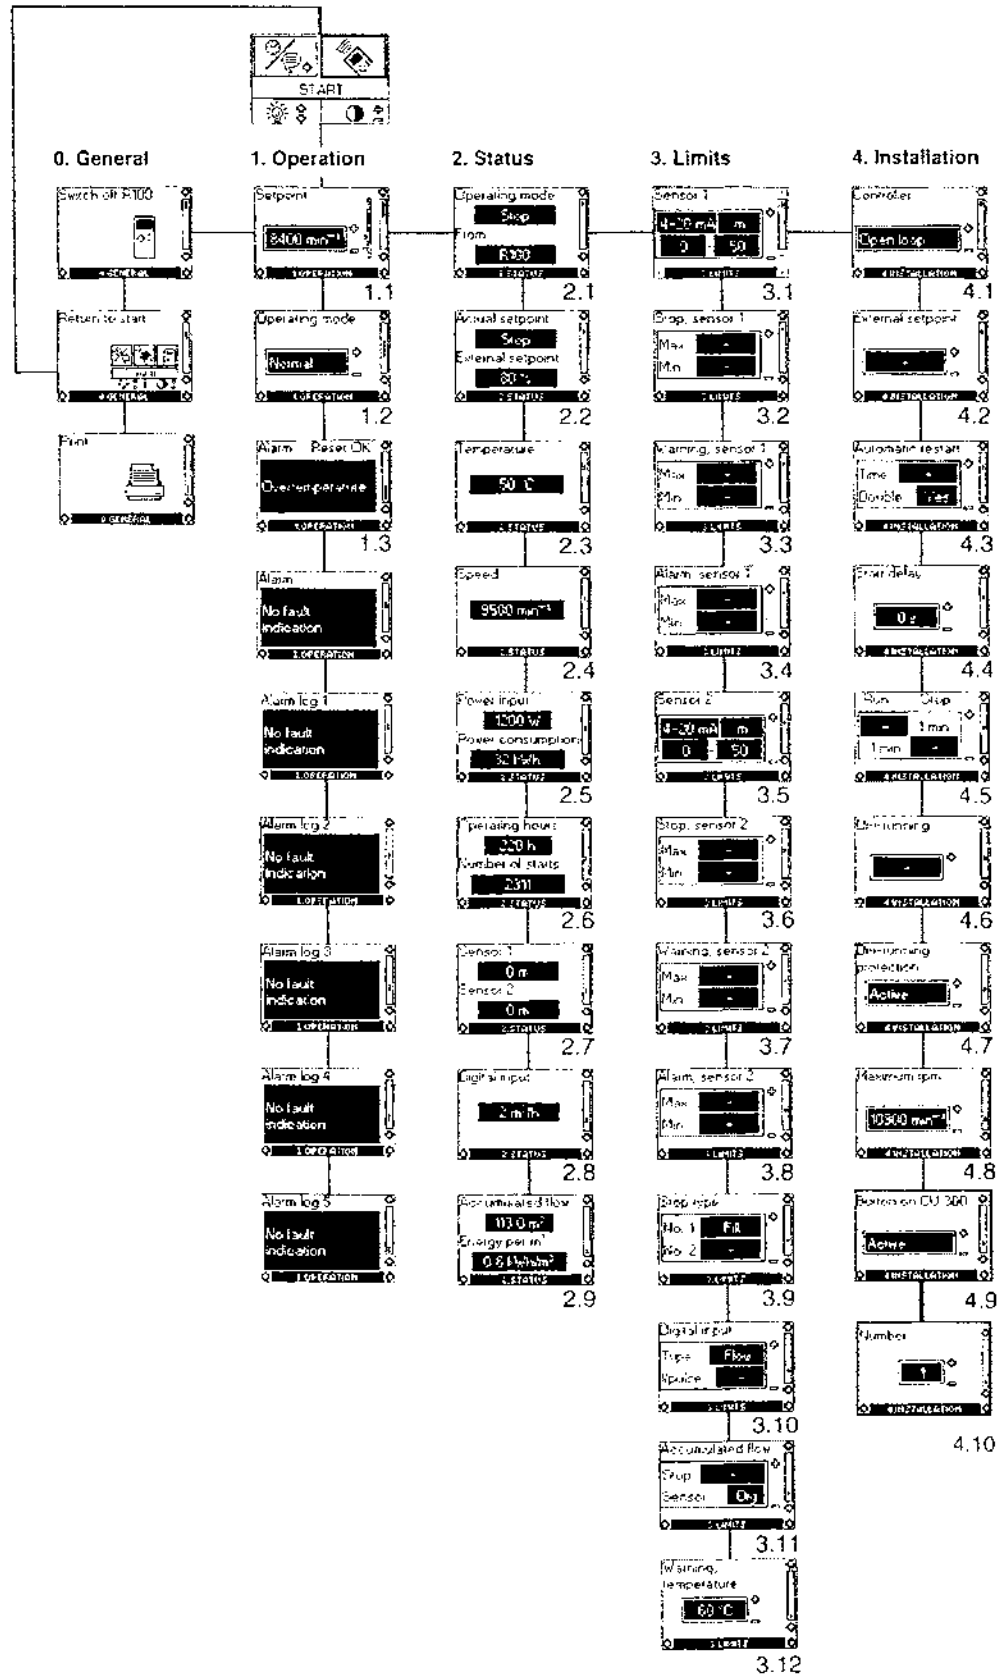 START
0. General
Switch off R100
0.GENERAL
Return to start
0.GENERAL
Print
0.GENERAL
1. Operation
Setpoint
8400 min⁻¹
1.OPERATION
1.1
Operating mode
Normal
1.OPERATION
1.2
Alarm Reset OK
Overtemperature
1.OPERATION
1.3
Alarm
No fault
indication
1.OPERATION
Alarm log 1
No fault
indication
1.OPERATION
Alarm log 2
No fault
indication
1.OPERATION
Alarm log 3
No fault
indication
1.OPERATION
Alarm log 4
No fault
indication
1.OPERATION
Alarm log 5
No fault
indication
1.OPERATION
2. Status
Operating mode
Stop
From
R100
2.STATUS
2.1
Actual setpoint
Stop
External setpoint
80 %
2.STATUS
2.2
Temperature
50 °C
2.STATUS
2.3
Speed
9500 min⁻¹
2.STATUS
2.4
Power input
1200 W
Power consumption
32 kWh
2.STATUS
2.5
Operating hours
220 h
Number of starts
2311
2.STATUS
2.6
Sensor 1
0 m
Sensor 2
0 m
2.STATUS
2.7
Digital input
2 m³/h
2.STATUS
2.8
Accumulated flow
113.0 m³
Energy per m³
0.6 kWh/m³
2.STATUS
2.9
3. Limits
Sensor 1
4-20 mA m
0 - 50
3.LIMITS
3.1
Stop, sensor 1
Max -
Min -
3.LIMITS
3.2
Warning, sensor 1
Max -
Min -
3.LIMITS
3.3
Alarm, sensor 1
Max -
Min -
3.LIMITS
3.4
Sensor 2
4-20 mA m
0 - 50
3.LIMITS
3.5
Stop, sensor 2
Max -
Min -
3.LIMITS
3.6
Warning, sensor 2
Max -
Min -
3.LIMITS
3.7
Alarm, sensor 2
Max -
Min -
3.LIMITS
3.8
Stop type
No. 1 Fill
No. 2 -
3.LIMITS
3.9
Digital input
Type Flow
-
3.LIMITS
3.10
Accumulated flow
Stop -
Sensor Dig
3.LIMITS
3.11
Warning,
temperature
60 °C
3.LIMITS
3.12
4. Installation
Controller
Open loop
4.INSTALLATION
4.1
External setpoint
-
4.INSTALLATION
4.2
Automatic restart
Time -
Double Yes
4.INSTALLATION
4.3
Start delay
0 s
4.INSTALLATION
4.4
Run Stop
- 1 min
1 min -
4.INSTALLATION
4.5
Dry-running
-
4.INSTALLATION
4.6
Dry-running
protection
Active
4.INSTALLATION
4.7
Maximum rpm
4.INSTALLATION
4.8
Button on CU 300
Active
4.INSTALLATION
4.9
Number
1
4.INSTALLATION
4.10